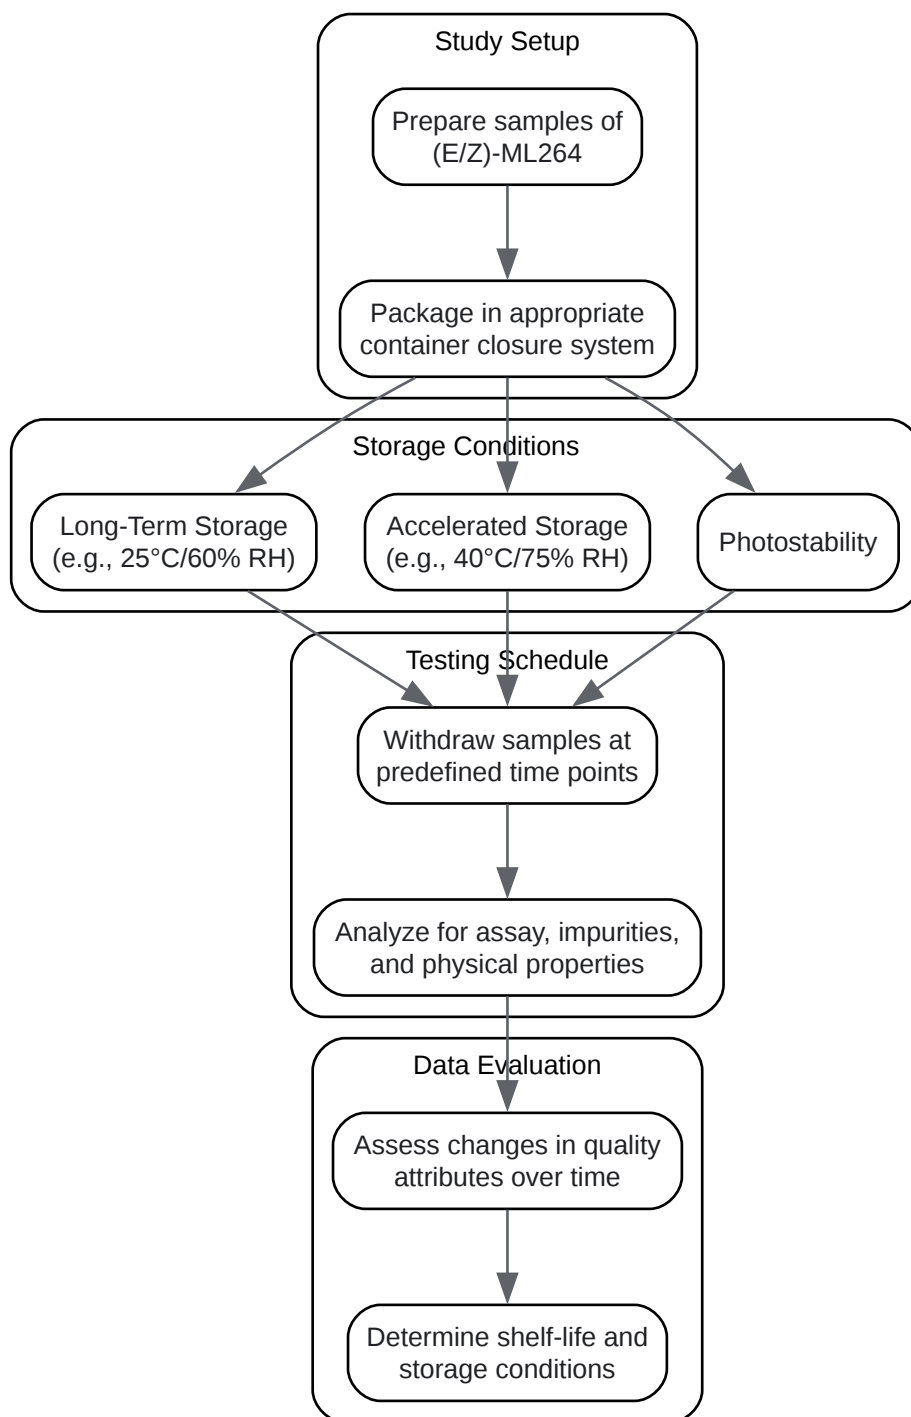 Study Setup
Prepare samples of
(E/Z)-ML264
Package in appropriate
container closure system
Storage Conditions
Long-Term Storage
(e.g., 25°C/60% RH)
Accelerated Storage
(e.g., 40°C/75% RH)
Photostability
Testing Schedule
Withdraw samples at
predefined time points
Analyze for assay, impurities,
and physical properties
Data Evaluation
Assess changes in quality
attributes over time
Determine shelf-life and
storage conditions